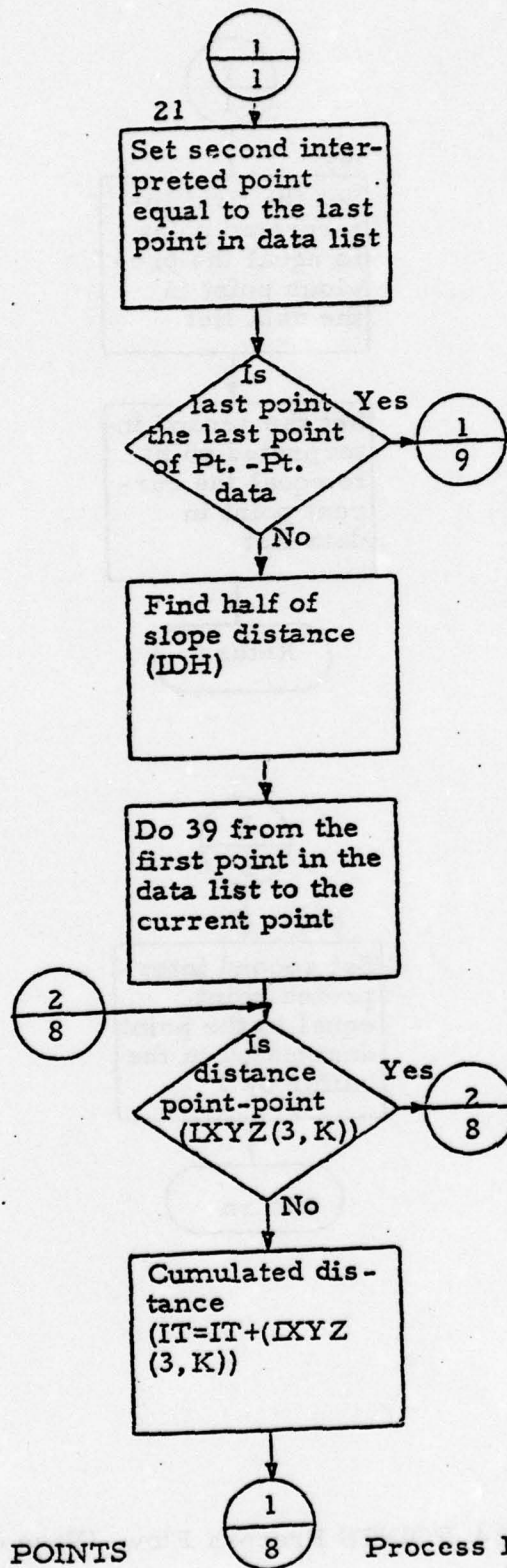 1
1
21
Set second inter-
preted point
equal to the last
point in data list
Is
last point
the last point
of Pt. -Pt.
data
Yes
1
9
No
Find half of
slope distance
(IDH)
Do 39 from the
first point in the
data list to the
current point
2
8
Is
distance
point-point
(IXYZ(3, K))
Yes
2
8
No
Cumulated dis-
tance
(IT=IT+(IXYZ
(3, K))
1
8
POINTS
Process